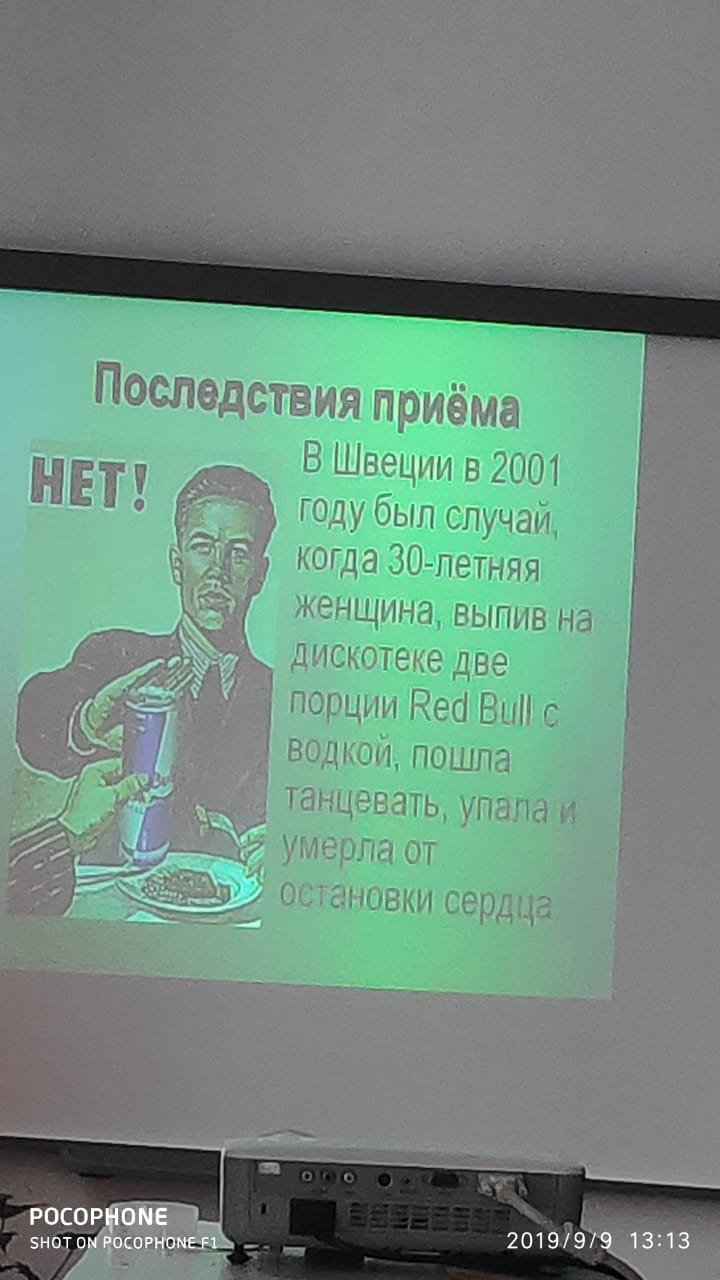 Последствия приёма
НЕТ!
В Швеции в 2001
году был случай,
когда 30-летняя
женщина, выпив на
дискотеке две
порции Red Bull с
водкой, пошла
танцевать, упала и
умерла от
остановки сердца
POCOPHONE
SHOT ON POCOPHONE F1
2019/9/9 13:13